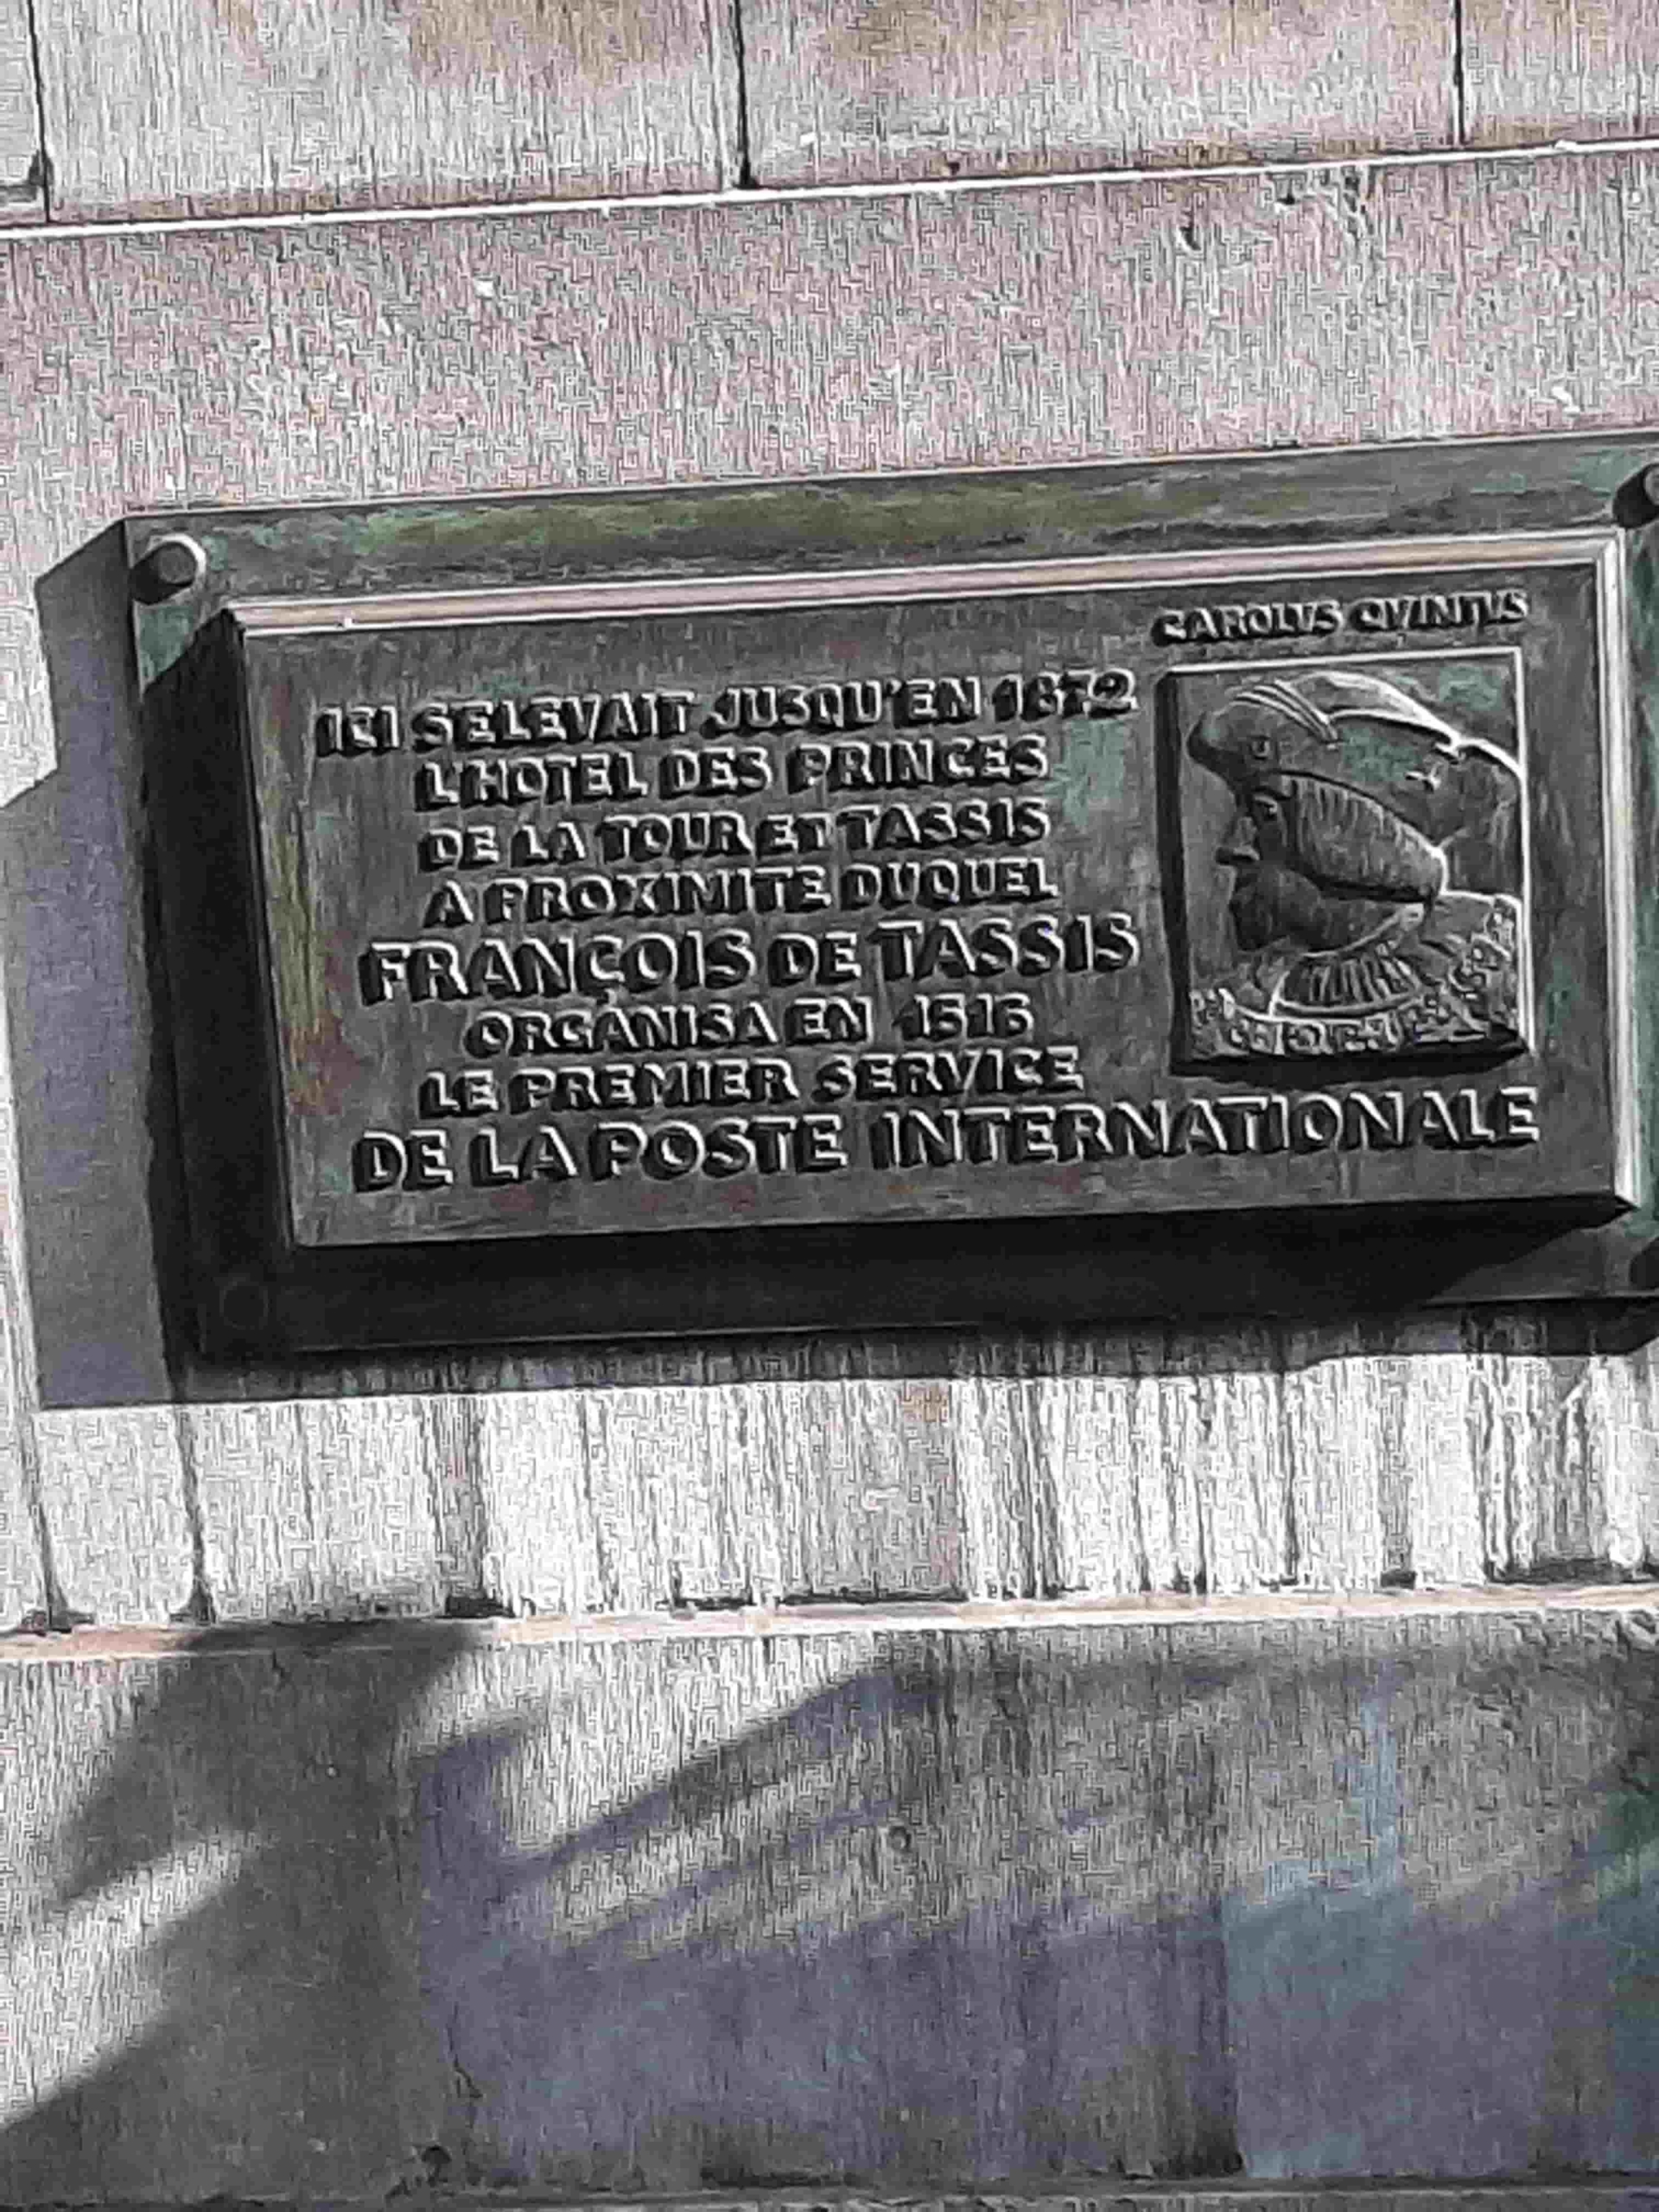 CAROLVS QVINTVS
ICI S'ELEVAIT JUSQU'EN 1872
L'HOTEL DES PRINCES
DE LA TOUR ET TASSIS
A PROXIMITE DUQUEL
FRANÇOIS DE TASSIS
ORGANISA EN 1516
LE PREMIER SERVICE
DE LA POSTE INTERNATIONALE